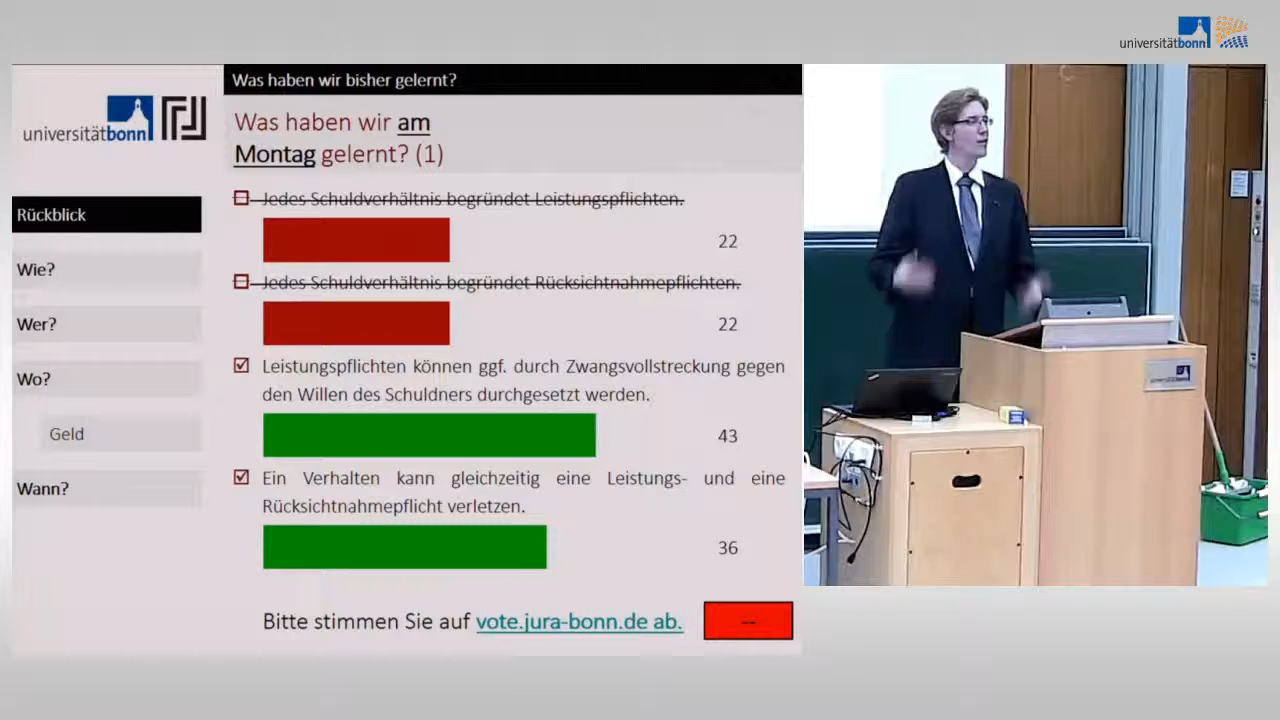 universitätbonn
Was haben wir bisher gelernt?
universitätbonn
Was haben wir am
Montag gelernt? (1)
Rückblick
Wie?
Wer?
Wo?
Geld
Wann?
Jedes Schuldverhältnis begründet Leistungspflichten.
22
Jedes Schuldverhältnis begründet Rücksichtnahmepflichten.
22
Leistungspflichten können ggf. durch Zwangsvollstreckung gegen
den Willen des Schuldners durchgesetzt werden.
43
Ein Verhalten kann gleichzeitig eine Leistungs- und eine
Rücksichtnahmepflicht verletzen.
36
Bitte stimmen Sie auf vote.jura-bonn.de ab.
--
universitätbonn